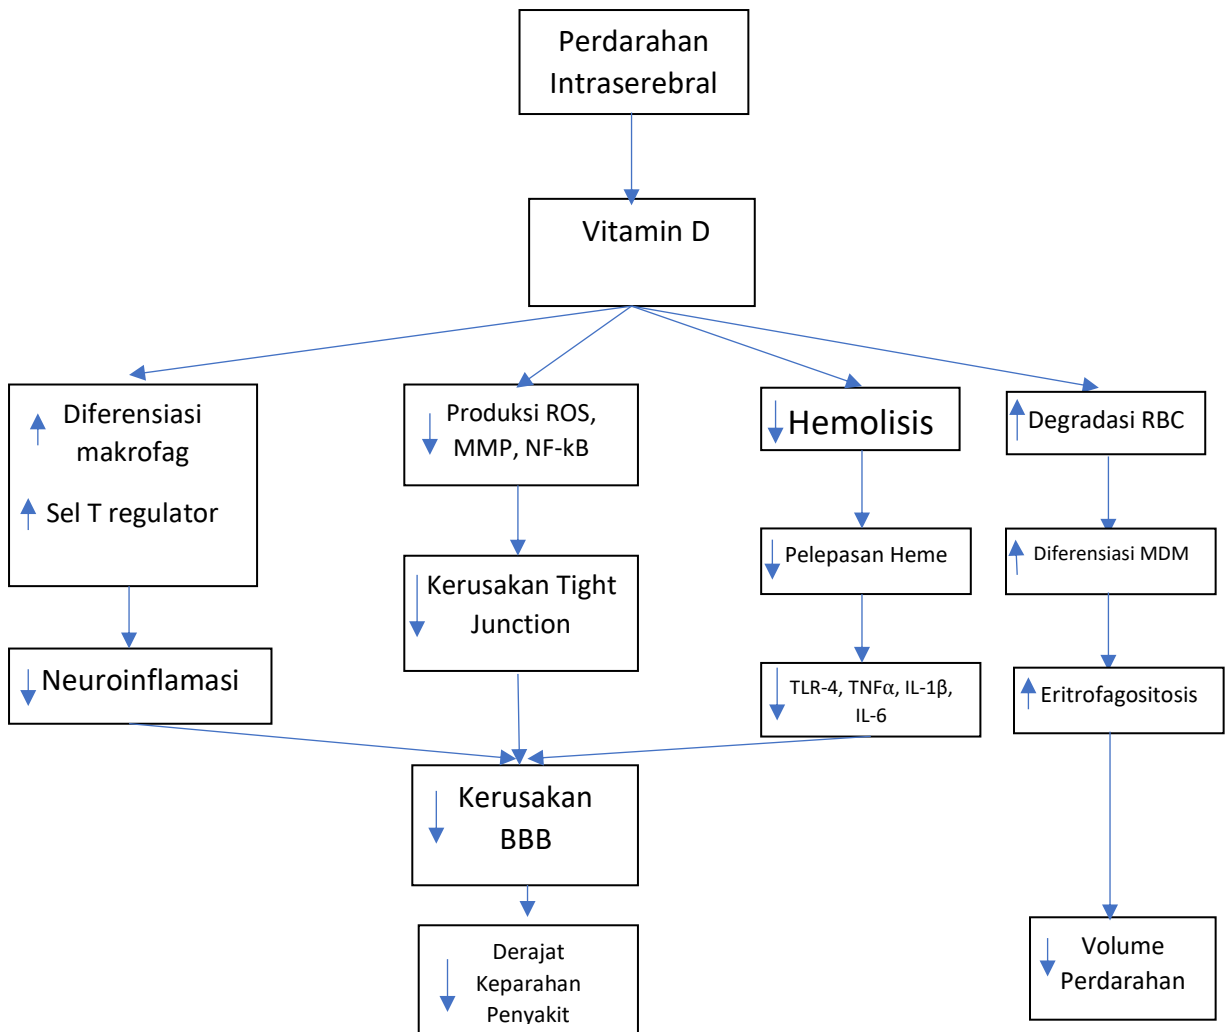 Perdarahan
Intraserebral
Vitamin D
Diferensiasi
makrofag
Sel T regulator
Produksi ROS,
MMP, NF-kB
Hemolisis
Degradasi RBC
Kerusakan Tight
Junction
Pelepasan Heme
Diferensiasi MDM
Neuroinflamasi
TLR-4, TNFα, IL-1β,
IL-6
Eritrofagositosis
Kerusakan
BBB
Derajat
Keparahan
Penyakit
Volume
Perdarahan